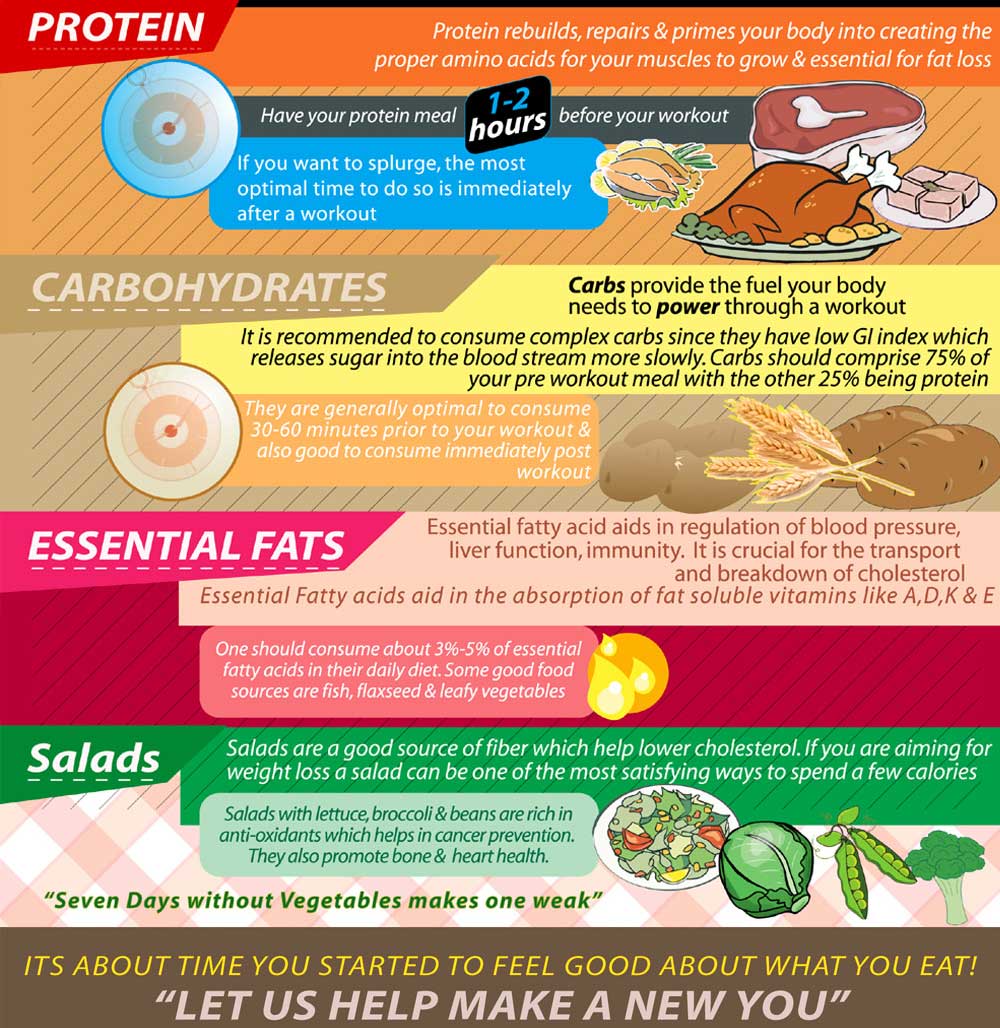 PROTEIN
Protein rebuilds, repairs & primes your body into creating the
proper amino acids for your muscles to grow & essential for fat loss
Have your protein meal 1-2 hours before your workout
If you want to splurge, the most
optimal time to do so is immediately
after a workout
CARBOHYDRATES
Carbs provide the fuel your body
needs to power through a workout
It is recommended to consume complex carbs since they have low GI index which
releases sugar into the blood stream more slowly. Carbs should comprise 75% of
your pre workout meal with the other 25% being protein
They are generally optimal to consume
30-60 minutes prior to your workout &
also good to consume immediately post
workout
ESSENTIAL FATS
Essential fatty acid aids in regulation of blood pressure,
liver function, immunity. It is crucial for the transport
and breakdown of cholesterol
Essential Fatty acids aid in the absorption of fat soluble vitamins like A,D,K & E
One should consume about 3%-5% of essential
fatty acids in their daily diet. Some good food
sources are fish, flaxseed & leafy vegetables
Salads
Salads are a good source of fiber which help lower cholesterol. If you are aiming for
weight loss a salad can be one of the most satisfying ways to spend a few calories
Salads with lettuce, broccoli & beans are rich in
anti-oxidants which helps in cancer prevention.
They also promote bone & heart health.
"Seven Days without Vegetables makes one weak"
ITS ABOUT TIME YOU STARTED TO FEEL GOOD ABOUT WHAT YOU EAT!
"LET US HELP MAKE A NEW YOU"